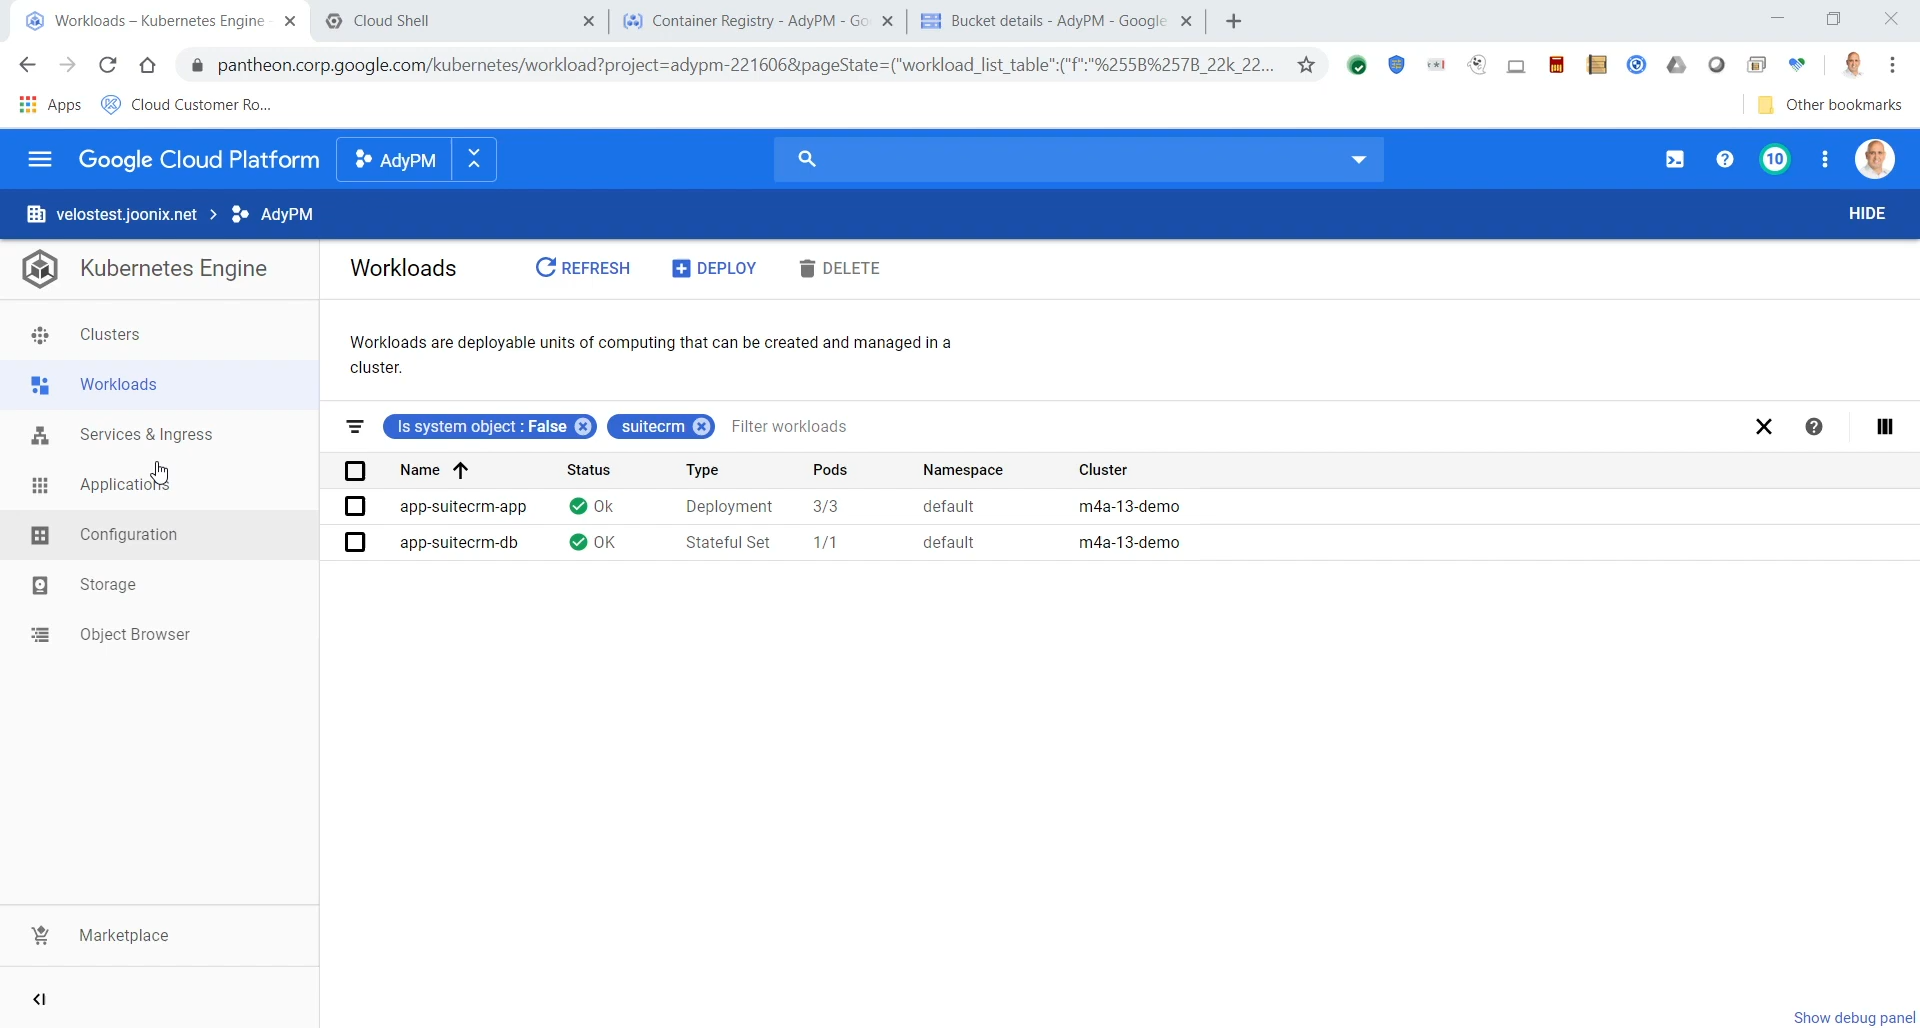 Workloads – Kubernetes Engine
Cloud Shell
Container Registry - AdyPM - Go
Bucket details - AdyPM - Google
pantheon.corp.google.com/kubernetes/workload?project=adypm-221606&pageState=("workload_list_table":("f":"%255B%257B_22k_22...
Apps
Cloud Customer Ro...
Other bookmarks
Google Cloud Platform
AdyPM
10
velostest.joonix.net
AdyPM
HIDE
Kubernetes Engine
Workloads
REFRESH
DEPLOY
DELETE
Clusters
Workloads
Services & Ingress
Applications
Configuration
Storage
Object Browser
Marketplace
Workloads are deployable units of computing that can be created and managed in a
cluster.
Is system object : False
suitecrm
Filter workloads
Name Status Type Pods Namespace Cluster
app-suitecrm-app Ok Deployment 3/3 default m4a-13-demo
app-suitecrm-db OK Stateful Set 1/1 default m4a-13-demo
Show debug panel